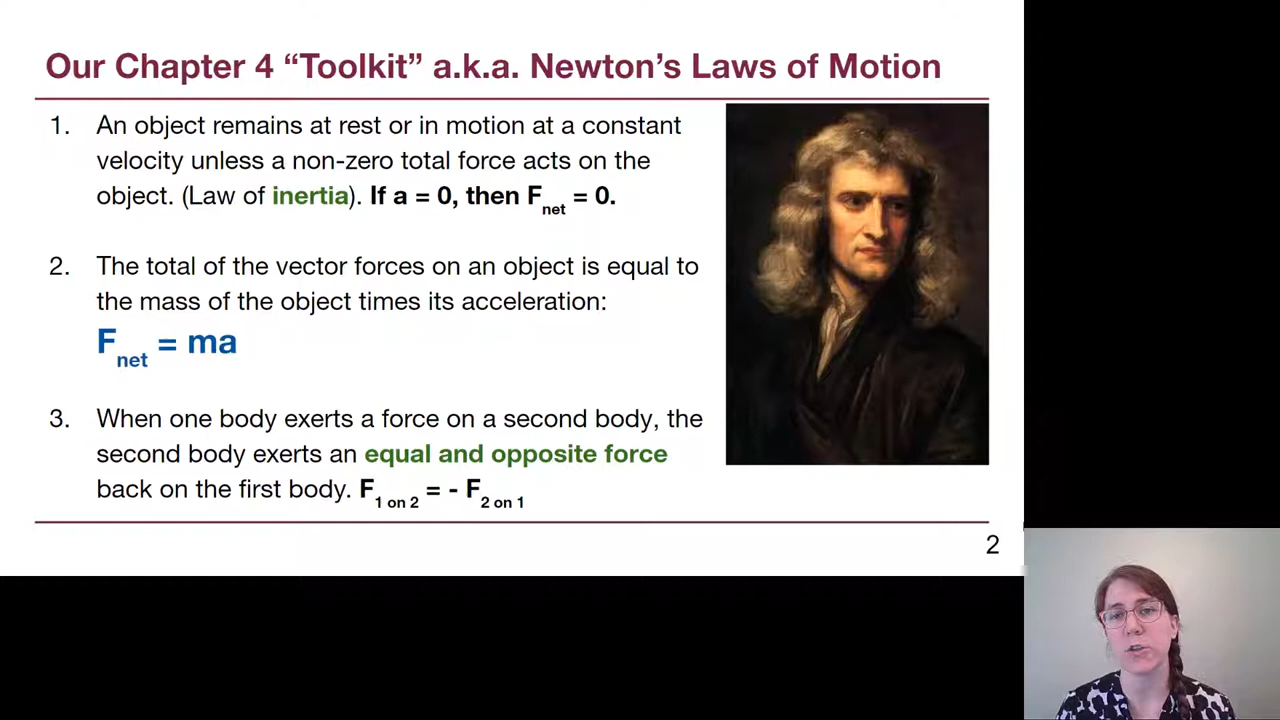 Our Chapter 4 “Toolkit” a.k.a. Newton’s Laws of Motion
1. An object remains at rest or in motion at a constant
velocity unless a non-zero total force acts on the
object. (Law of inertia). If a = 0, then Fnet = 0.
2. The total of the vector forces on an object is equal to
the mass of the object times its acceleration:
Fnet = ma
3. When one body exerts a force on a second body, the
second body exerts an equal and opposite force
back on the first body. F1 on 2 = - F2 on 1
2